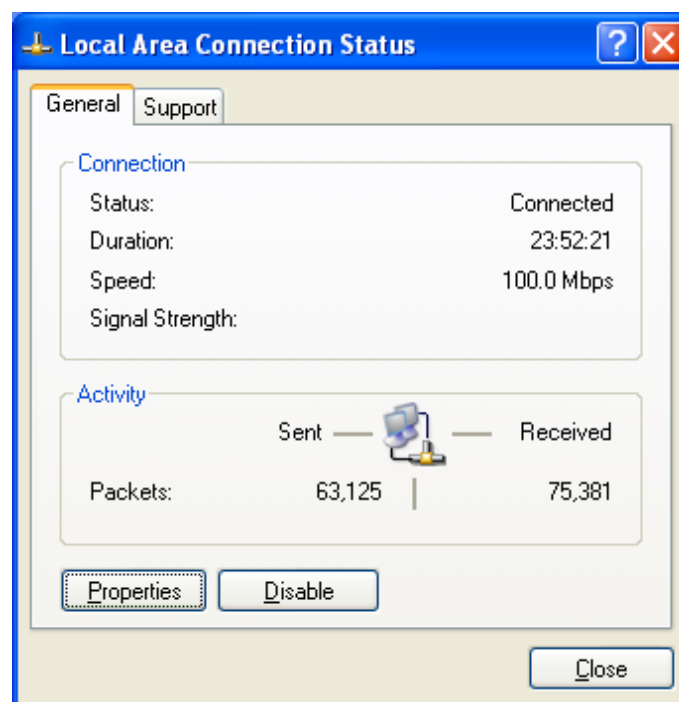 Local Area Connection Status
General Support
Connection
Status: Connected
Duration: 23:52:21
Speed: 100.0 Mbps
Signal Strength:
Activity
Sent Received
Packets: 63,125 75,381
Properties Disable
Close